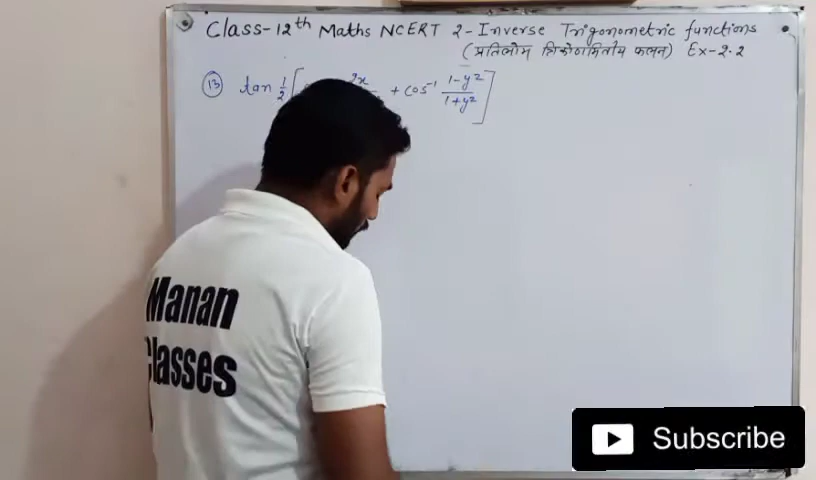 Class-12th Maths NCERT 2-Inverse Trigonometric functions
(प्रतिलोम त्रिकोणमितीय फलन) Ex-2.2
(13) tan 1/2 [ 2x + cos⁻¹ 1-y²/1+y² ]
Manan
Classes
Subscribe